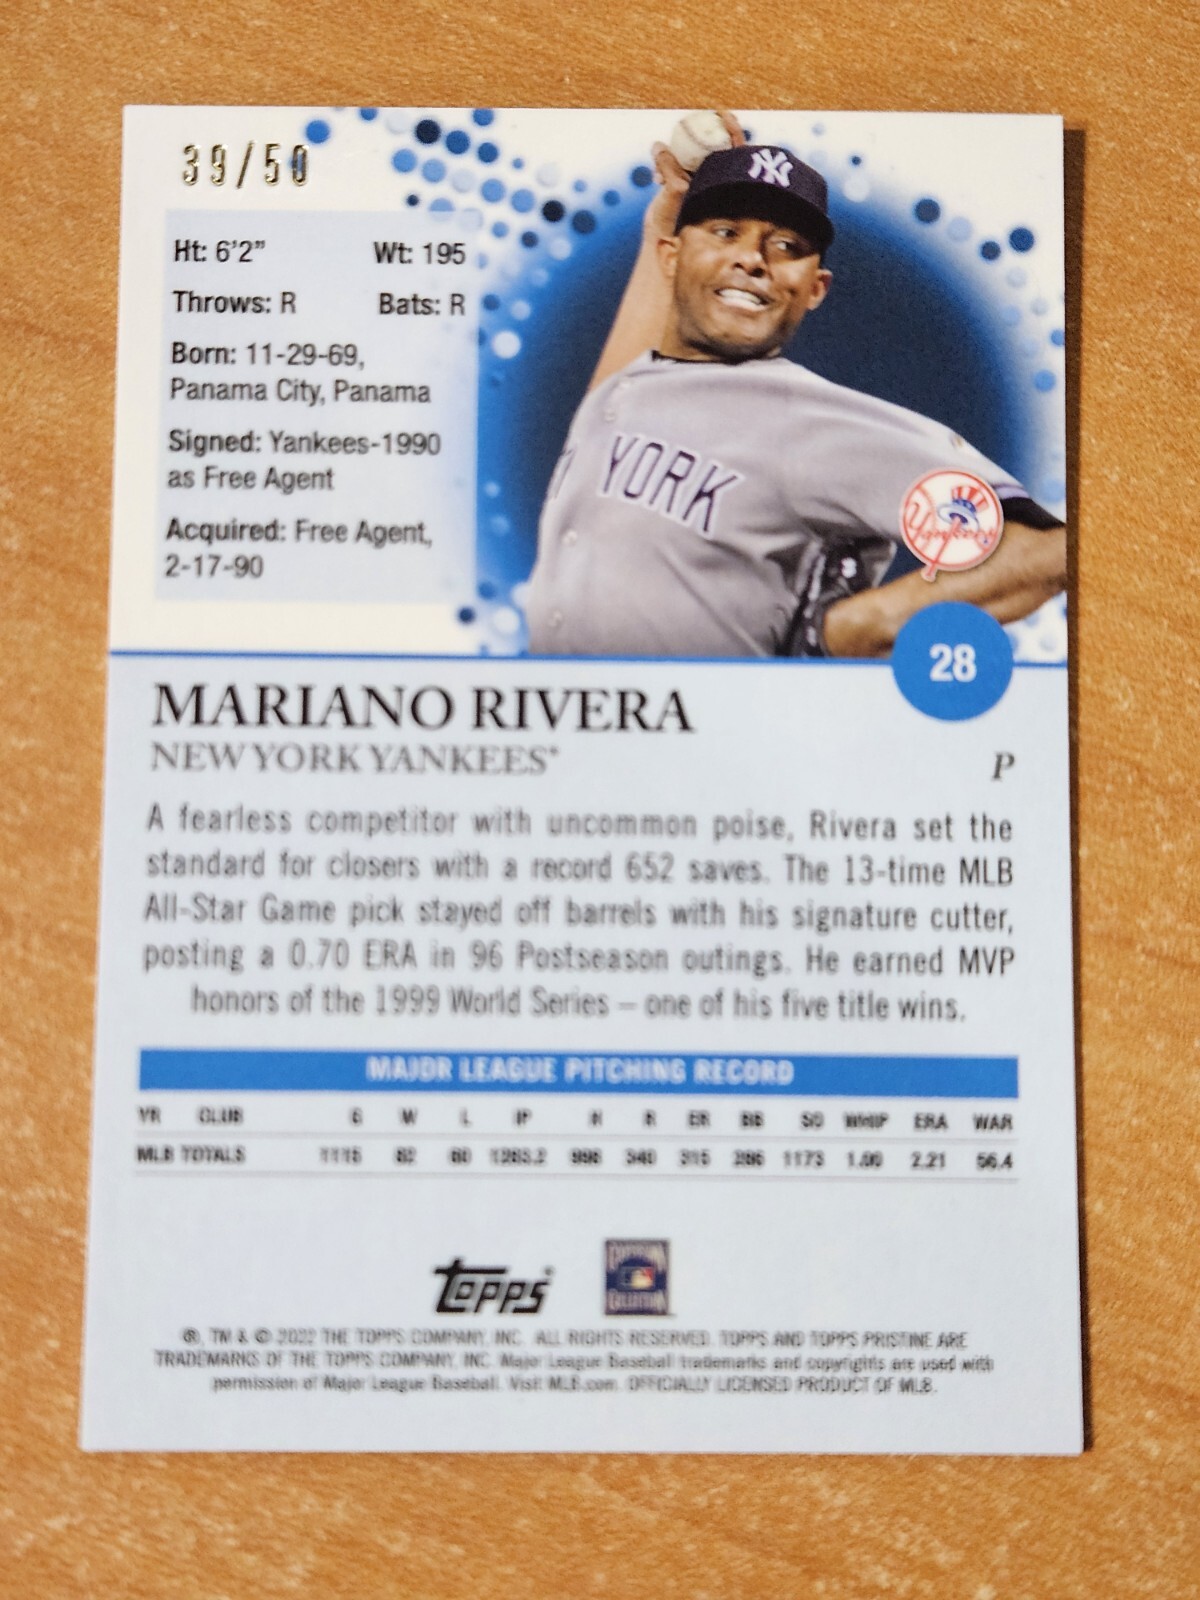 39/50
NY
Ht: 6'2" Wt: 195
Throws: R Bats: R
Born: 11-29-69,
Panama City, Panama
Signed: Yankees-1990
as Free Agent
Acquired: Free Agent,
2-17-90
YORK
Yankees
28
MARIANO RIVERA
NEW YORK YANKEES®
P
A fearless competitor with uncommon poise, Rivera set the
standard for closers with a record 652 saves. The 13-time MLB
All-Star Game pick stayed off barrels with his signature cutter,
posting a 0.70 ERA in 96 Postseason outings. He earned MVP
honors of the 1999 World Series – one of his five title wins.
MAJOR LEAGUE PITCHING RECORD
YR CLUB G W L IP H R ER BB SO WHIP ERA WAR
MLB TOTALS 1115 82 60 1283.2 998 340 315 286 1173 1.00 2.21 56.4
Topps®
®, TM & © 2022 THE TOPPS COMPANY, INC. ALL RIGHTS RESERVED. TOPPS AND TOPPS PRISTINE ARE
TRADEMARKS OF THE TOPPS COMPANY, INC. Major League Baseball trademarks and copyrights are used with
permission of Major League Baseball. Visit MLB.com. OFFICIALLY LICENSED PRODUCT OF MLB.